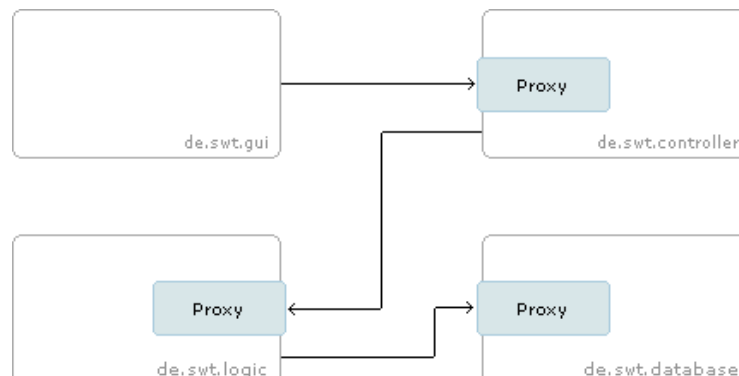 Proxy
de.swt.gui
de.swt.controller
Proxy
Proxy
de.swt.logic
de.swt.database